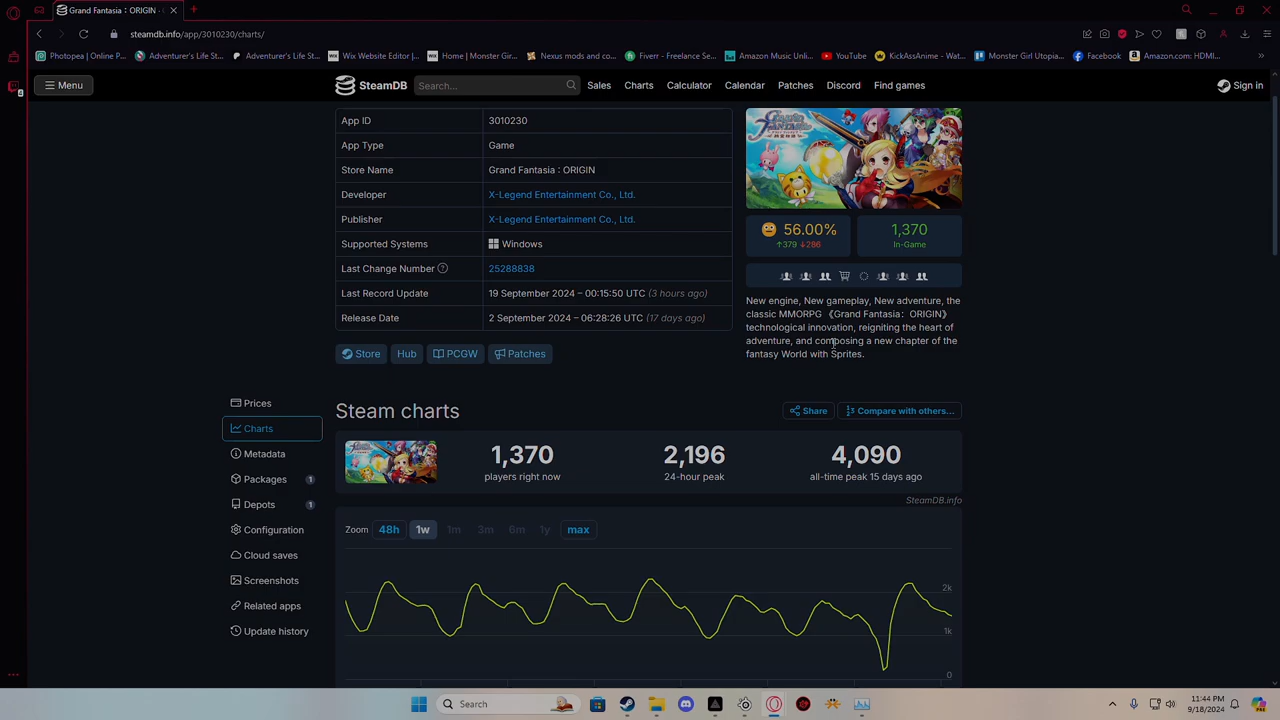 Grand Fantasia : ORIGIN ·
steamdb.info/app/3010230/charts/
Photopea | Online P...
Adventurer's Life St...
Adventurer's Life St...
Wix Website Editor |...
Home | Monster Gir...
Nexus mods and co...
Fiverr - Freelance Se...
Amazon Music Unli...
YouTube
KickAssAnime - Wat...
Monster Girl Utopia...
Facebook
Amazon.com: HDMI...
Menu
SteamDB
Search...
Sales
Charts
Calculator
Calendar
Patches
Discord
Find games
Sign in
App ID 3010230
App Type Game
Store Name Grand Fantasia : ORIGIN
Developer X-Legend Entertainment Co., Ltd.
Publisher X-Legend Entertainment Co., Ltd.
Supported Systems Windows
Last Change Number 25288838
Last Record Update 19 September 2024 – 00:15:50 UTC (3 hours ago)
Release Date 2 September 2024 – 06:28:26 UTC (17 days ago)
Store
Hub
PCGW
Patches
56.00%
↑379 ↓286
1,370
In-Game
New engine, New gameplay, New adventure, the
classic MMORPG 《Grand Fantasia：ORIGIN》
technological innovation, reigniting the heart of
adventure, and composing a new chapter of the
fantasy World with Sprites.
Prices
Charts
Metadata
Packages 1
Depots 1
Configuration
Cloud saves
Screenshots
Related apps
Update history
Steam charts
Share
Compare with others...
1,370
players right now
2,196
24-hour peak
4,090
all-time peak 15 days ago
SteamDB.info
Zoom 48h 1w 1m 3m 6m 1y max
2k
1k
0
Search
11:44 PM
9/18/2024